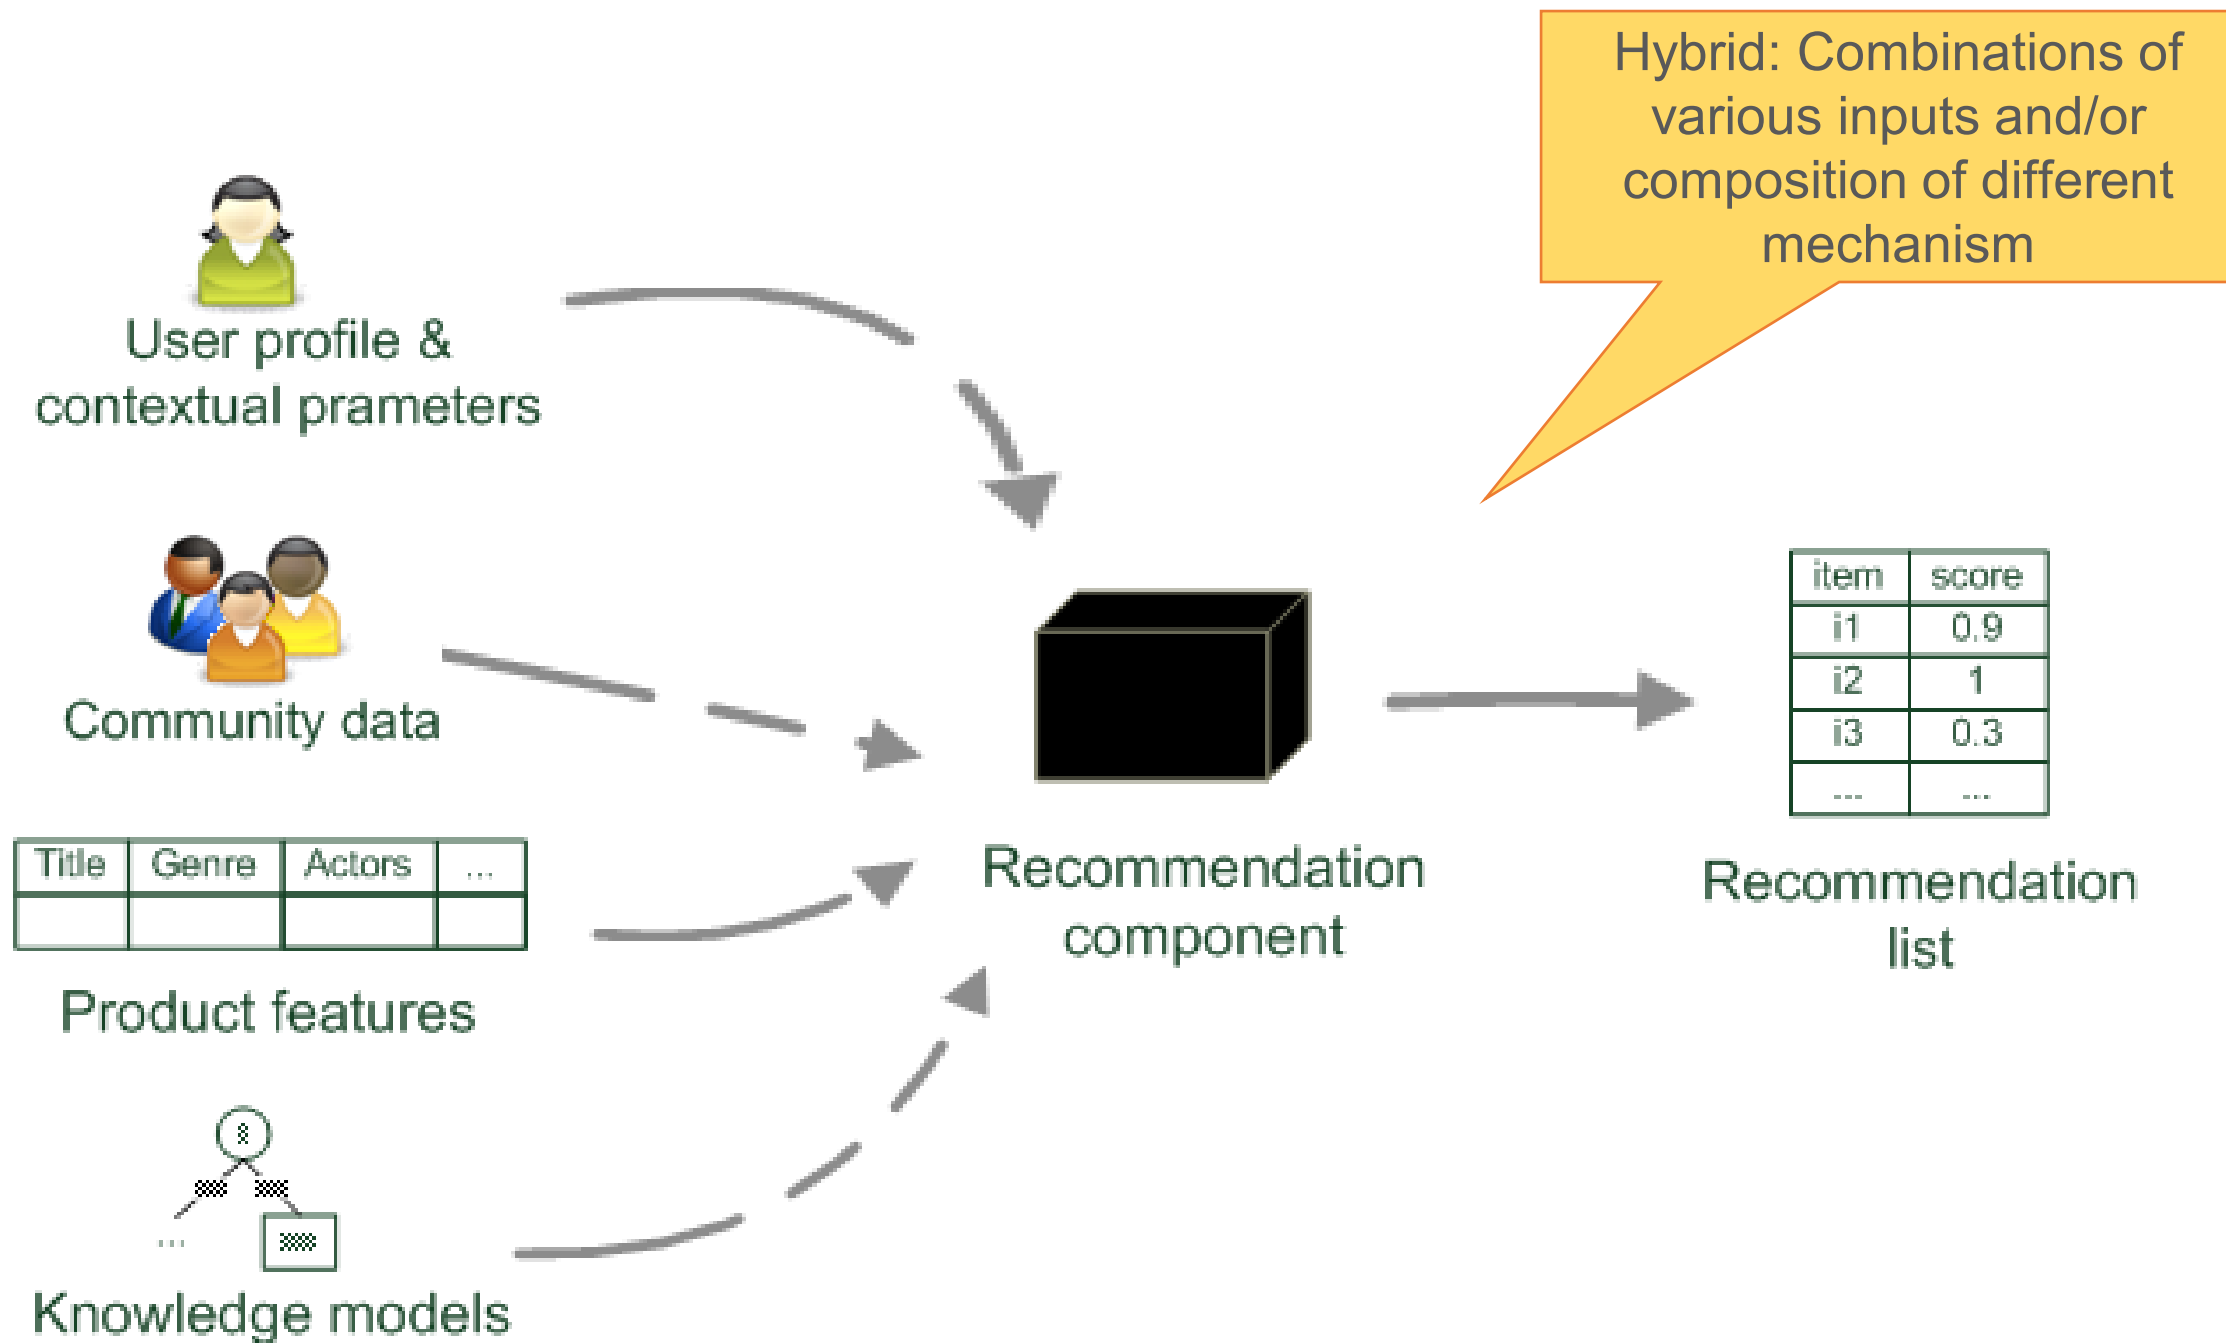 Hybrid: Combinations of
various inputs and/or
composition of different
mechanism
User profile &
contextual prameters
Community data
Title Genre Actors ...
Product features
...
Knowledge models
Recommendation
component
item score
i1 0.9
i2 1
i3 0.3
... ...
Recommendation
list